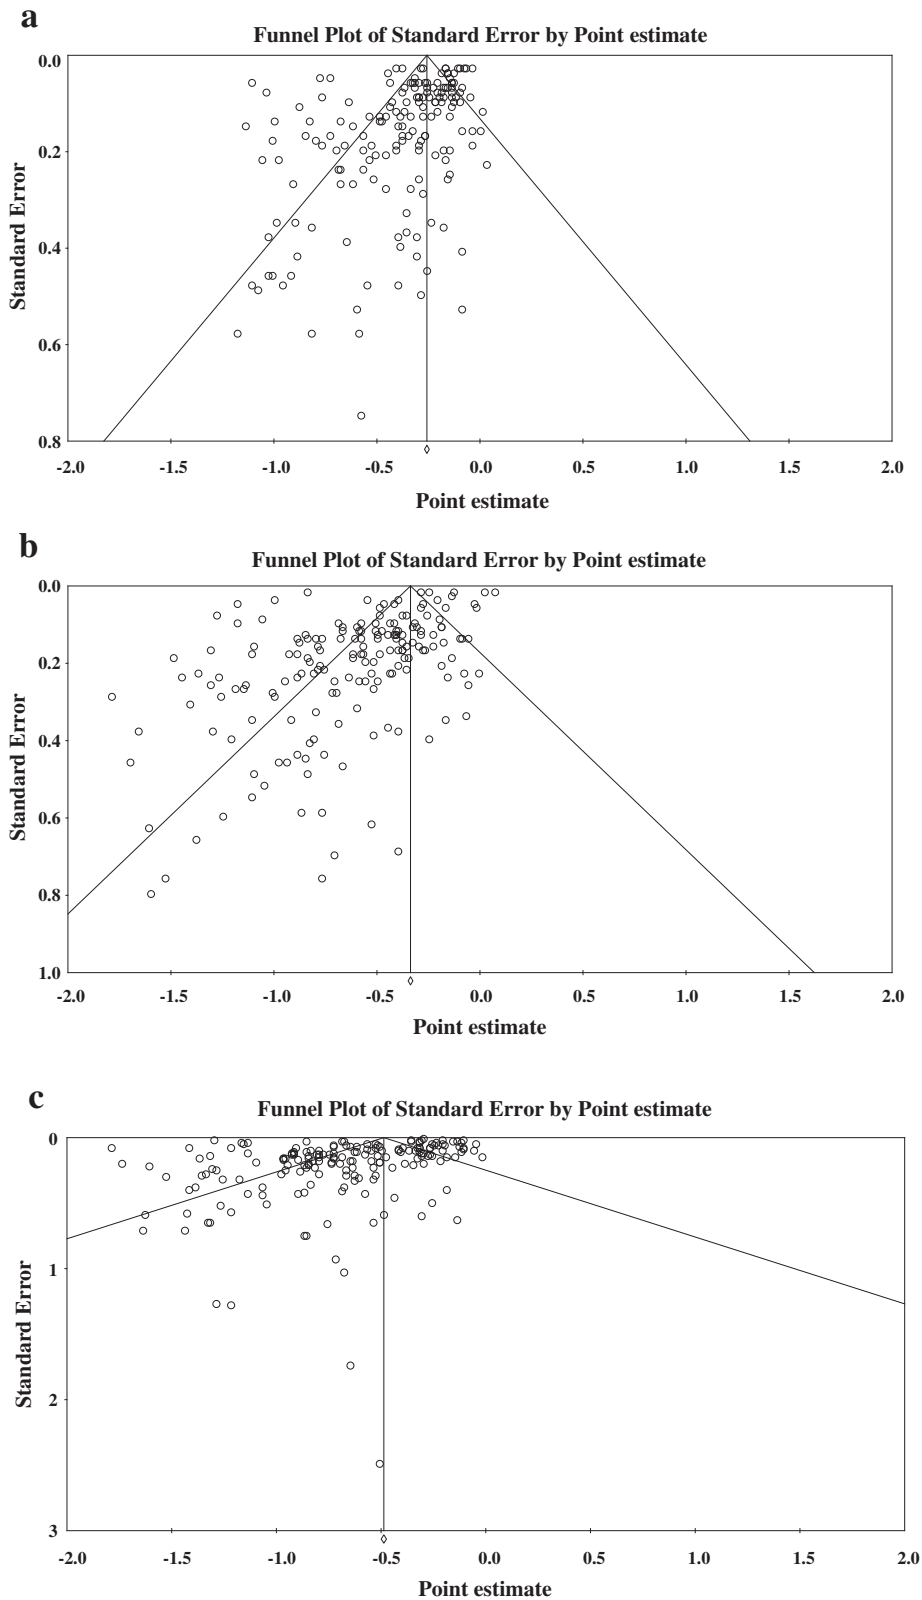 a
Funnel Plot of Standard Error by Point estimate
0.0
0.2
0.4
0.6
0.8
Standard Error
-2.0 -1.5 -1.0 -0.5 0.0 0.5 1.0 1.5 2.0
Point estimate
b
Funnel Plot of Standard Error by Point estimate
0.0
0.2
0.4
0.6
0.8
1.0
Standard Error
-2.0 -1.5 -1.0 -0.5 0.0 0.5 1.0 1.5 2.0
Point estimate
c
Funnel Plot of Standard Error by Point estimate
0
1
2
3
Standard Error
-2.0 -1.5 -1.0 -0.5 0.0 0.5 1.0 1.5 2.0
Point estimate